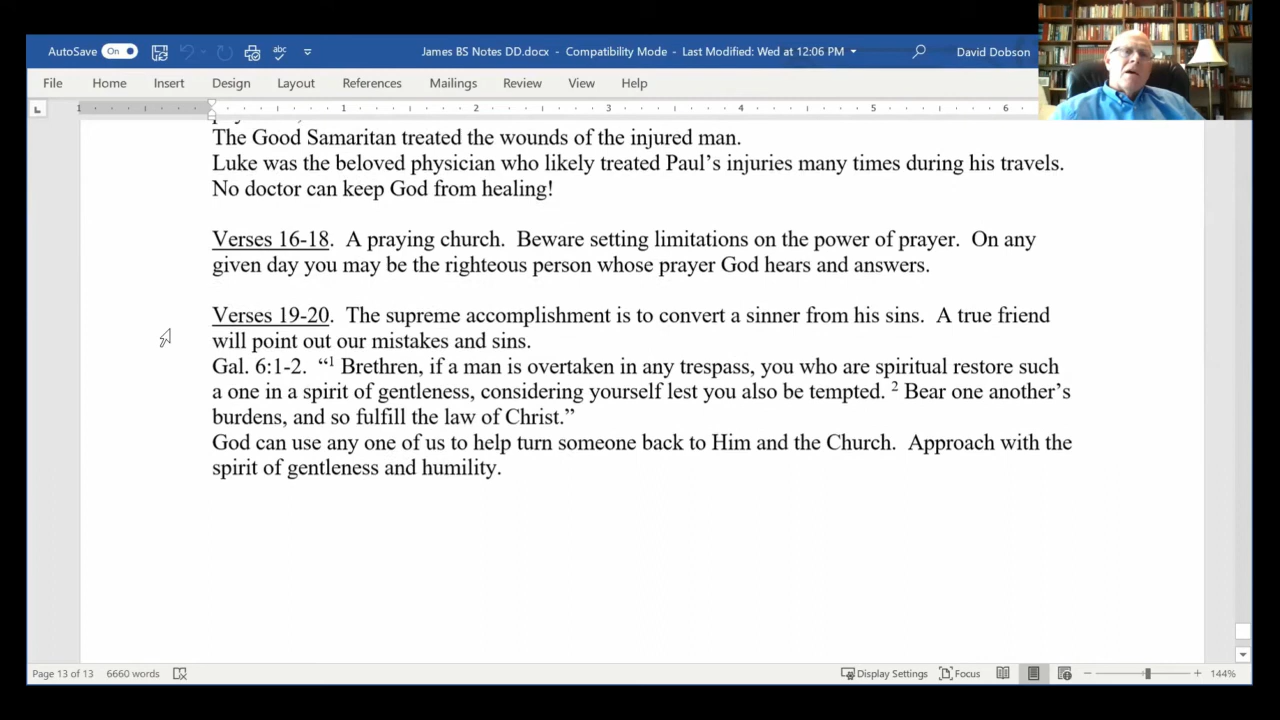 AutoSave On
James BS Notes DD.docx - Compatibility Mode - Last Modified: Wed at 12:06 PM
David Dobson
File Home Insert Design Layout References Mailings Review View Help
1 1 2 3 4 5 6
The Good Samaritan treated the wounds of the injured man.
Luke was the beloved physician who likely treated Paul’s injuries many times during his travels.
No doctor can keep God from healing!
Verses 16-18. A praying church. Beware setting limitations on the power of prayer. On any
given day you may be the righteous person whose prayer God hears and answers.
Verses 19-20. The supreme accomplishment is to convert a sinner from his sins. A true friend
will point out our mistakes and sins.
Gal. 6:1-2. “1 Brethren, if a man is overtaken in any trespass, you who are spiritual restore such
a one in a spirit of gentleness, considering yourself lest you also be tempted. 2 Bear one another’s
burdens, and so fulfill the law of Christ.”
God can use any one of us to help turn someone back to Him and the Church. Approach with the
spirit of gentleness and humility.
Page 13 of 13 6660 words Display Settings Focus 144%